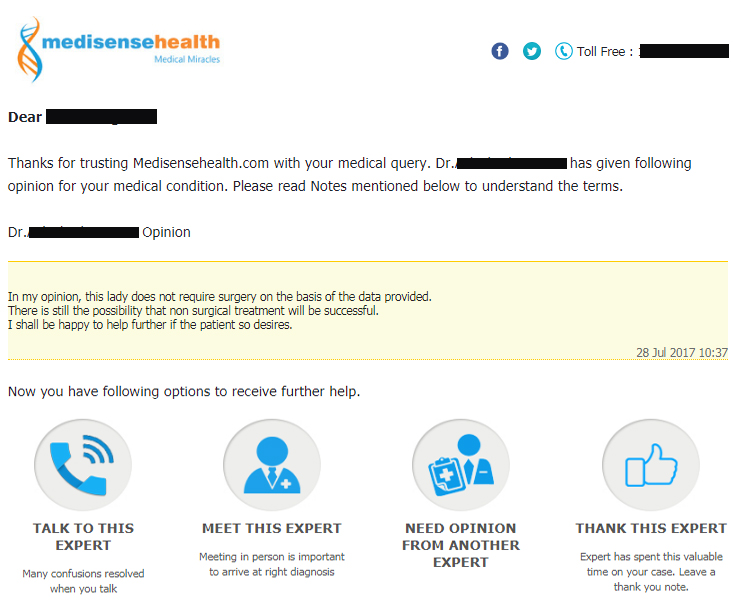 medisensehealth
Medical Miracles
Toll Free :
Dear
Thanks for trusting Medisensehealth.com with your medical query. Dr. has given following
opinion for your medical condition. Please read Notes mentioned below to understand the terms.
Dr. Opinion
In my opinion, this lady does not require surgery on the basis of the data provided.
There is still the possibility that non surgical treatment will be successful.
I shall be happy to help further if the patient so desires.
28 Jul 2017 10:37
Now you have following options to receive further help.
TALK TO THIS
EXPERT
Many confusions resolved
when you talk
MEET THIS EXPERT
Meeting in person is important
to arrive at right diagnosis
NEED OPINION
FROM ANOTHER
EXPERT
THANK THIS EXPERT
Expert has spent this valuable
time on your case. Leave a
thank you note.